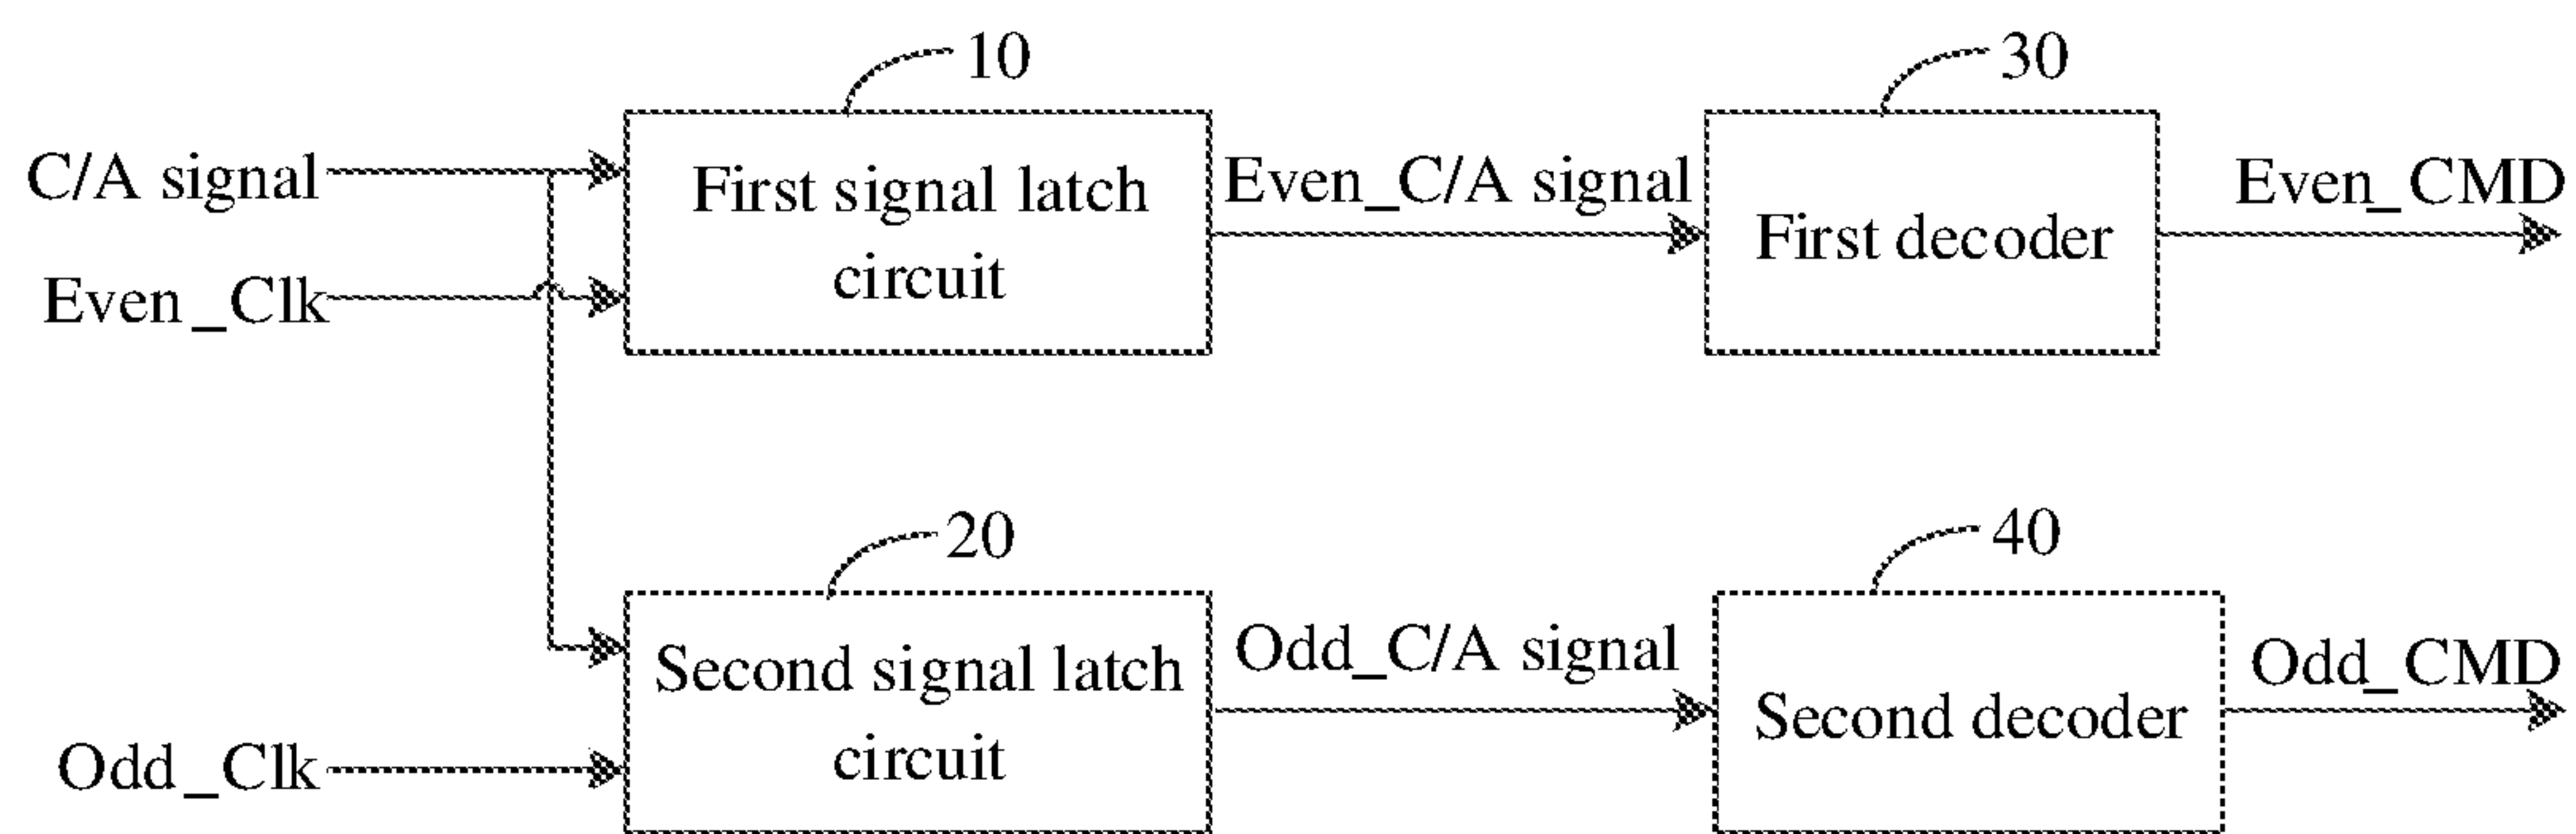 10
30
C/A signal
First signal latch
circuit
Even_C/A signal
First decoder
Even_CMD
Even_Clk
20
40
Second signal latch
circuit
Odd_C/A signal
Second decoder
Odd_CMD
Odd_Clk